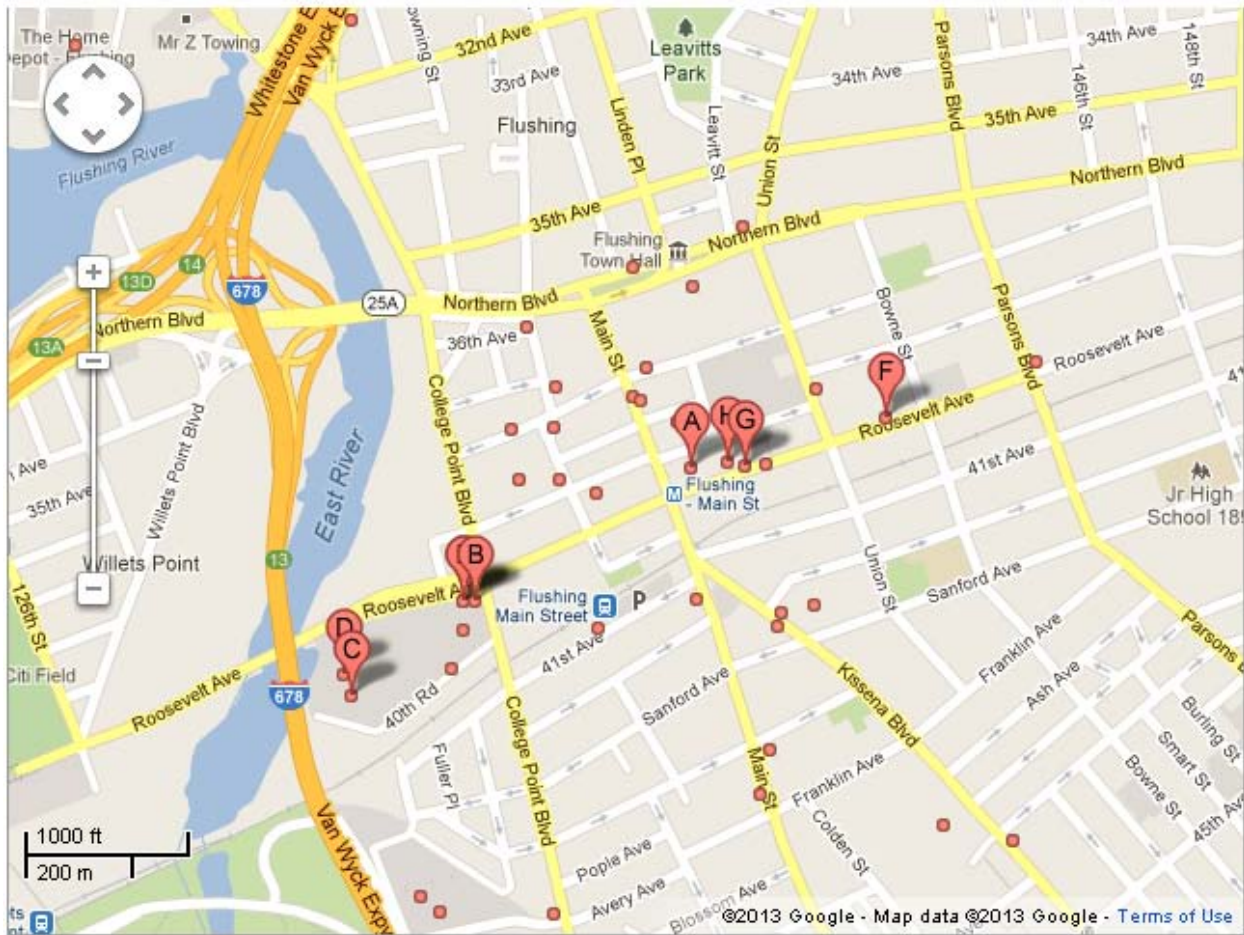 The Home
Depot - Flushing
Mr Z Towing
Whitestone E
Van Wyck E
32nd Ave
33rd Ave
Flushing
Leavitts
Park
Linden Pl
Leavitt St
Union St
34th Ave
34th Ave
146th St
148th St
Parsons Blvd
35th Ave
Northern Blvd
Flushing River
35th Ave
Flushing
Town Hall
Northern Blvd
13D
14
678
25A
Northern Blvd
Northern Blvd
13A
36th Ave
Main St
Bowne St
Parsons Blvd
Roosevelt Ave
41
F
Roosevelt Ave
A
H
G
College Point Blvd
Willets Point Blvd
East River
h Ave
35th Ave
Flushing
- Main St
M
41st Ave
Jr High
School 189
13
Willets Point
126th St
B
Roosevelt Ave
Flushing
Main Street
P
Union St
Sanford Ave
D
C
Citi Field
Roosevelt Ave
678
40th Rd
41st Ave
Sanford Ave
Kissena Blvd
Franklin Ave
Ash Ave
Parsons B
Burling St
Smart St
Bowne St
45th Av
Fuller Pl
College Point Blvd
Main St
Franklin Ave
Colden St
1000 ft
200 m
Van Wyck Expy
Pople Ave
Avery Ave
Blossom Ave
©2013 Google - Map data ©2013 Google - Terms of Use